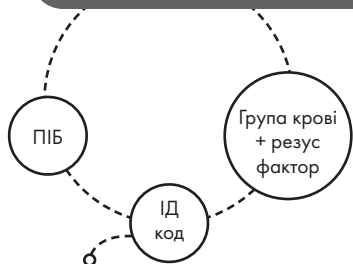 ПІБ
Група крові
+ резус
фактор
ІД
код